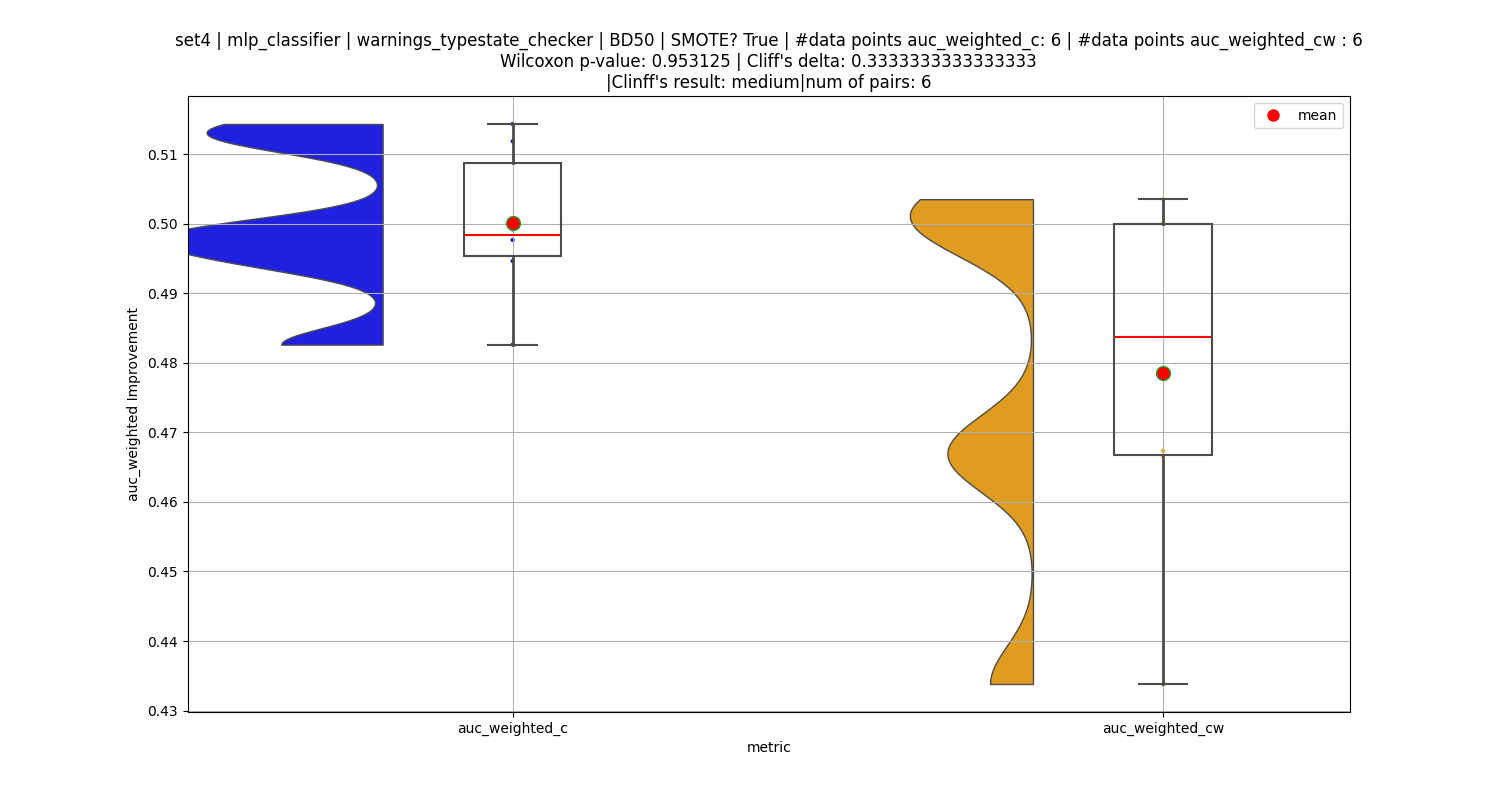 set4 | mlp_classifier | warnings_typestate_checker | BD50 | SMOTE? True | #data points auc_weighted_c: 6 | #data points auc_weighted_cw : 6
Wilcoxon p-value: 0.953125 | Cliff's delta: 0.3333333333333333
|Clinff's result: medium|num of pairs: 6
mean
0.51
0.50
0.49
0.48
0.47
0.46
0.45
0.44
0.43
auc_weighted Improvement
auc_weighted_c
auc_weighted_cw
metric